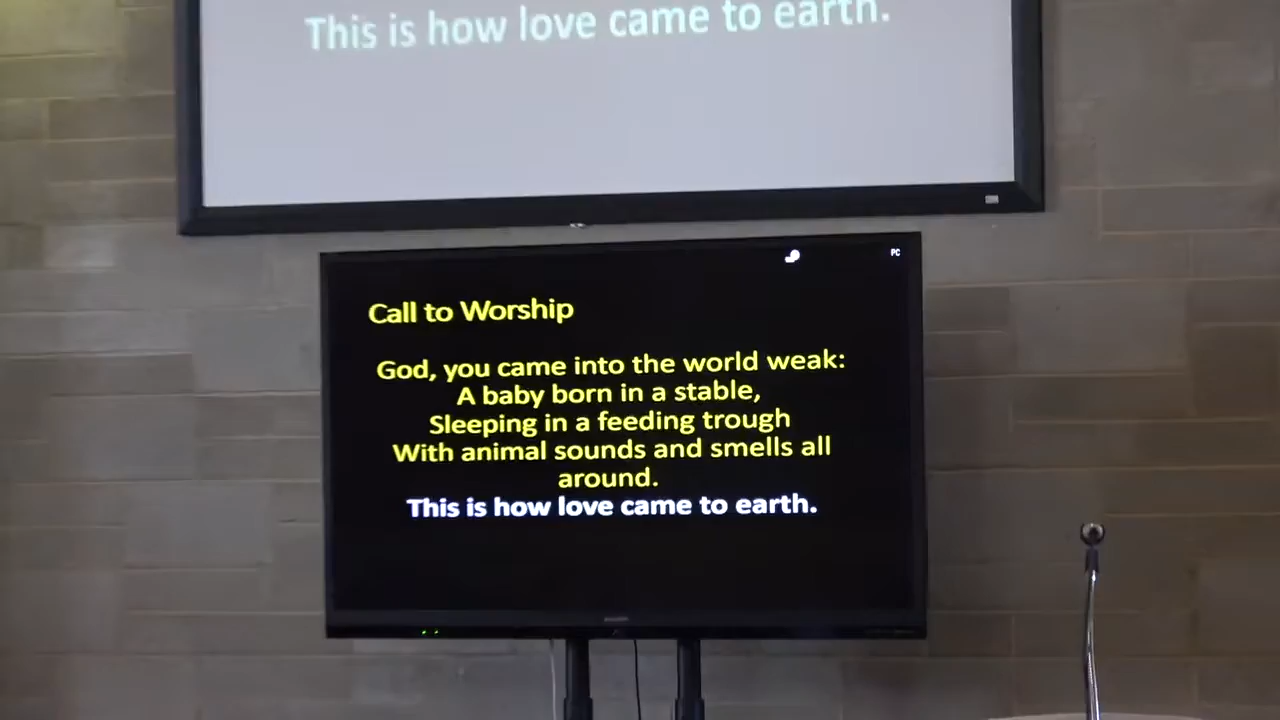 This is how love came to earth.
PC
Call to Worship
God, you came into the world weak:
A baby born in a stable,
Sleeping in a feeding trough
With animal sounds and smells all
around.
This is how love came to earth.